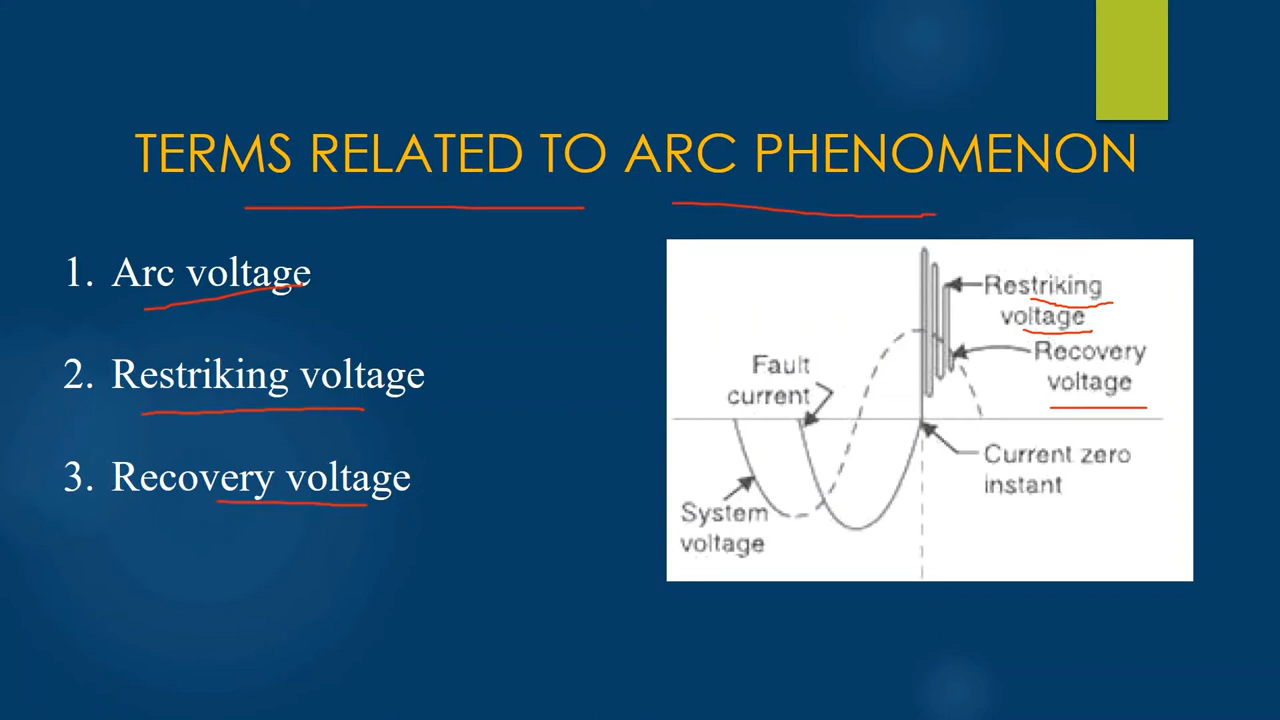 TERMS RELATED TO ARC PHENOMENON
1. Arc voltage
2. Restriking voltage
3. Recovery voltage
Restriking
voltage
Recovery
voltage
Fault
current
Current zero
instant
System
voltage